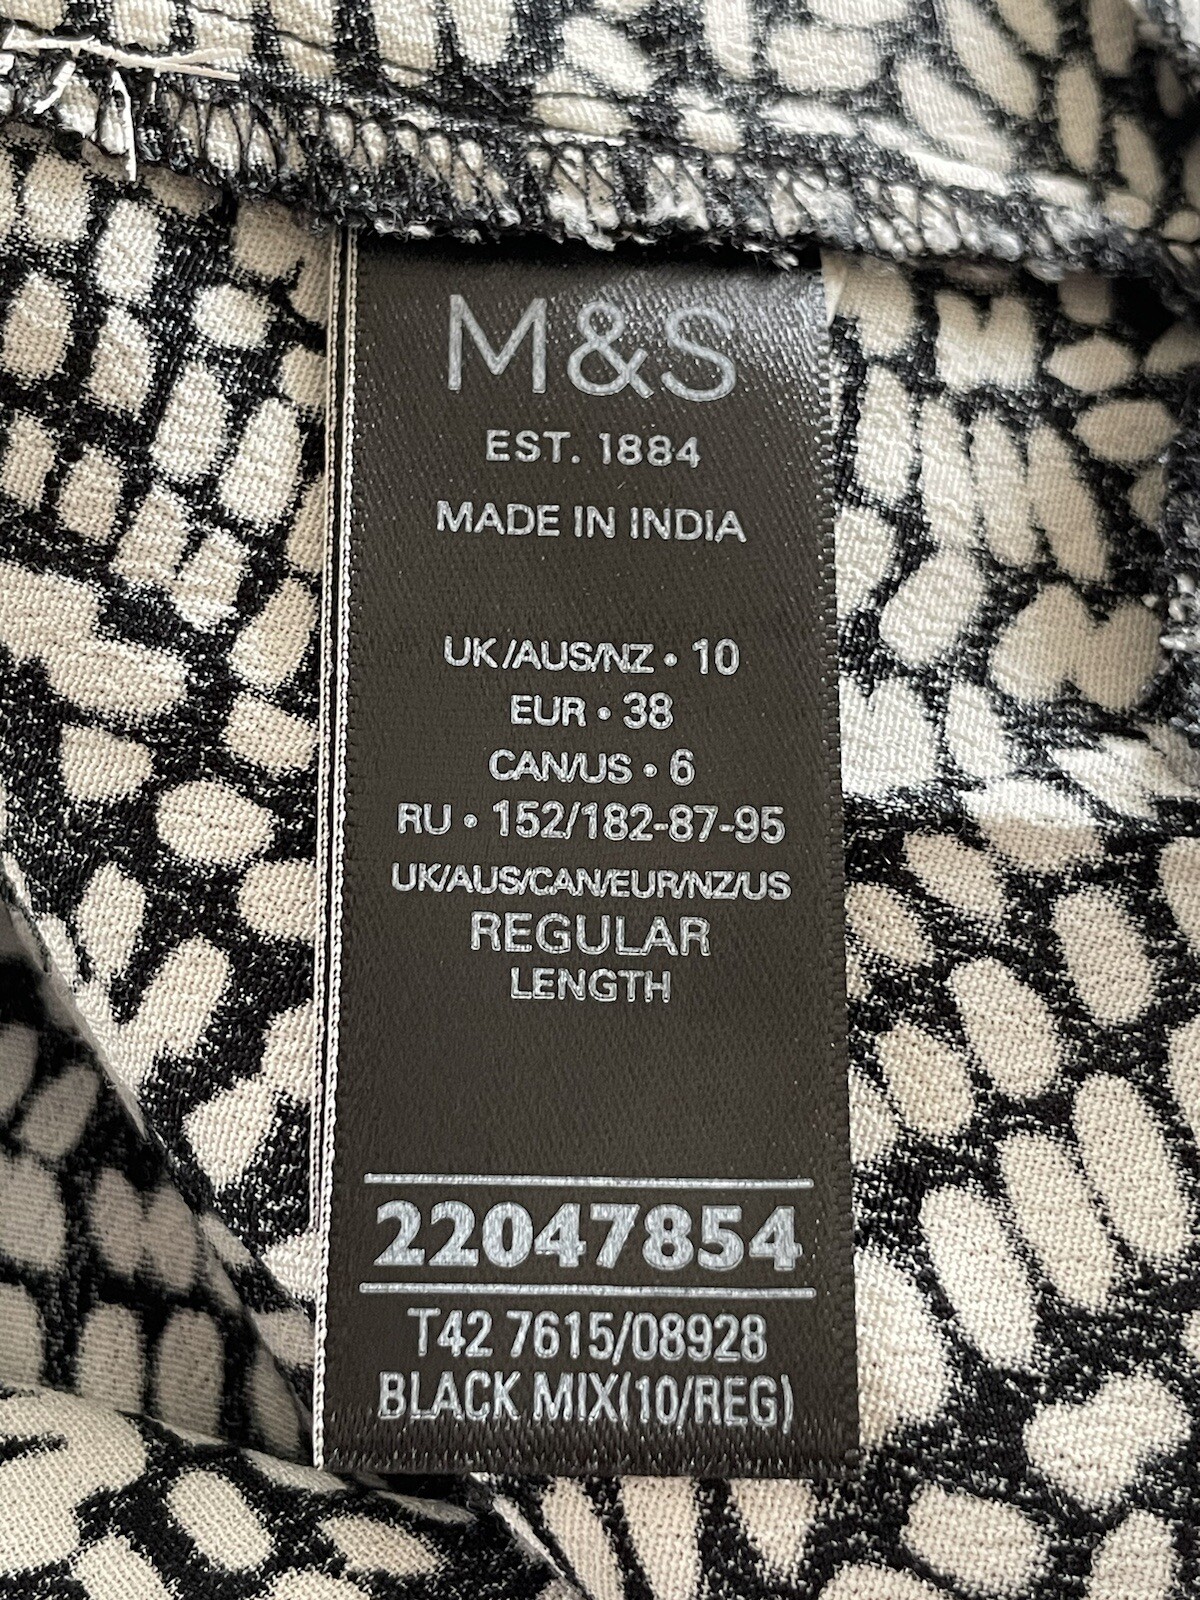 M&S
EST. 1884
MADE IN INDIA
UK/AUS/NZ • 10
EUR • 38
CAN/US • 6
RU • 152/182-87-95
UK/AUS/CAN/EUR/NZ/US
REGULAR
LENGTH
22047854
T42 7615/08928
BLACK MIX(10/REG)